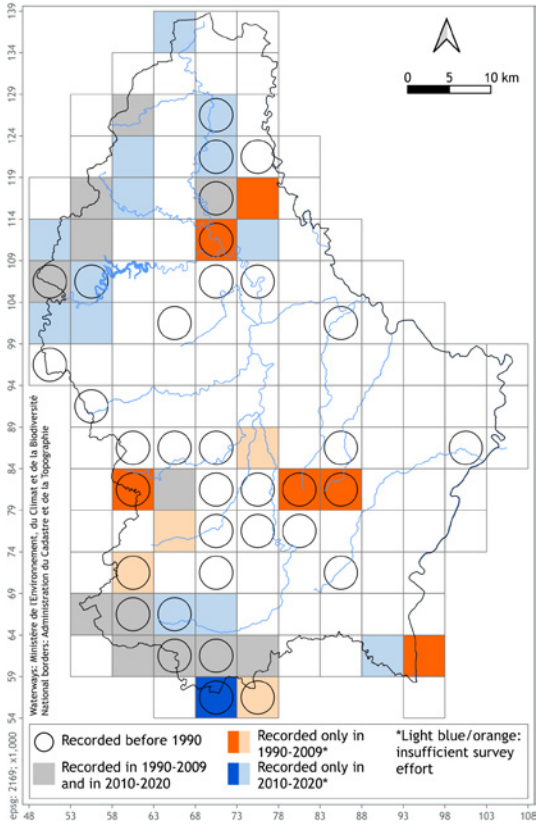 139
134
129
124
119
114
109
104
99
94
89
84
79
74
69
64
59
54
0 5 10 km
Waterways: Ministère de l'Environnement, du Climat et de la Biodiversité
National borders: Administration du Cadastre et de la Topographie
epsg: 2169; x1,000
Recorded before 1990
Recorded in 1990-2009
and in 2010-2020
Recorded only in
1990-2009*
Recorded only in
2010-2020*
*Light blue/orange:
insufficient survey
effort
48 53 58 63 68 73 78 83 88 93 98 103 108